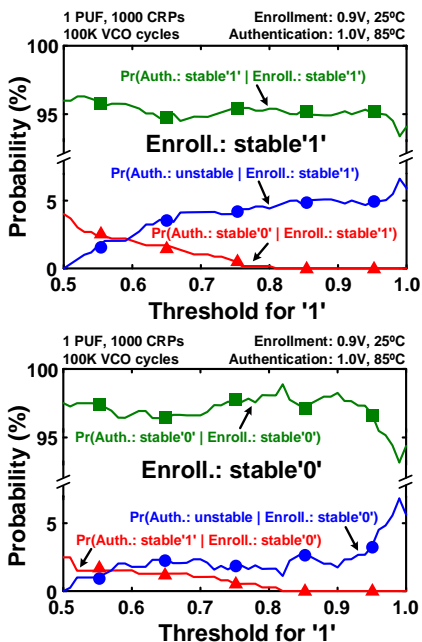 1 PUF, 1000 CRPs Enrollment: 0.9V, 25ºC
100K VCO cycles Authentication: 1.0V, 85ºC
100
Pr(Auth.: stable'1' | Enroll.: stable'1')
95
Enroll.: stable'1'
Pr(Auth.: unstable | Enroll.: stable'1')
5
Pr(Auth.: stable'0' | Enroll.: stable'1')
0
Probability (%)
0.5 0.6 0.7 0.8 0.9 1.0
Threshold for '1'
1 PUF, 1000 CRPs Enrollment: 0.9V, 25ºC
100K VCO cycles Authentication: 1.0V, 85ºC
100
95
Pr(Auth.: stable'0' | Enroll.: stable'0')
Enroll.: stable'0'
Pr(Auth.: unstable | Enroll.: stable'0')
5
Pr(Auth.: stable'1' | Enroll.: stable'0')
0
Probability (%)
0.5 0.6 0.7 0.8 0.9 1.0
Threshold for '1'